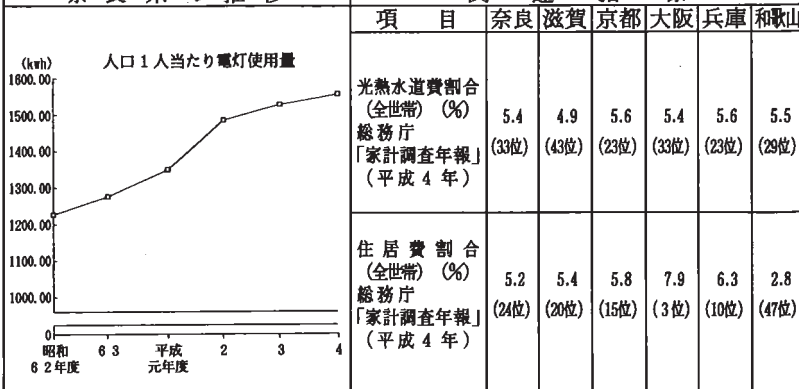 項　目 奈良 滋賀 京都 大阪 兵庫 和歌山
(kwh) 人口1人当たり電灯使用量
1600.00
1500.00
1400.00
1300.00
1200.00
1100.00
1000.00
0
昭和 63 平成 2 3 4
62年度 元年度
光熱水道費割合
(全世帯) (%)
総務庁
「家計調査年報」
(平成4年)
5.4 4.9 5.6 5.4 5.6 5.5
(33位) (43位) (23位) (33位) (23位) (29位)
住居費割合
(全世帯) (%)
総務庁
「家計調査年報」
(平成4年)
5.2 5.4 5.8 7.9 6.3 2.8
(24位) (20位) (15位) (3位) (10位) (47位)